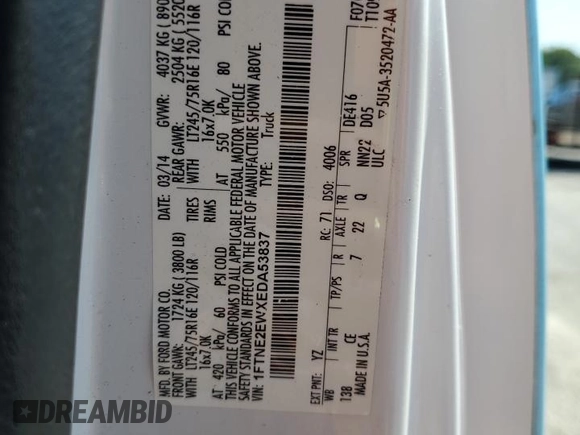 MFD. BY FORD MOTOR CO.
03/14 GVWR: 4037 KG
FRONT GAWR: 1724 KG (3800 LB) REAR GAWR: 2504 KG
WITH LT245/75R16E 120/116R TIRES WITH LT245/75R16E 120/116R
16x7.0K RIMS 16x7.0K
AT 420 kPa/ 60 PSI COLD AT 550 kPa/ 80 PSI COL
THIS VEHICLE CONFORMS TO ALL APPLICABLE FEDERAL MOTOR VEHICLE
SAFETY STANDARDS IN EFFECT ON THE DATE OF MANUFACTURE SHOWN ABOVE.
VIN: 1FTNE2EWXEDA53837 TYPE: Truck
EXT PNT: YZ RC: 71 DSO: 4006 F07
WB INT TR TP/PS R AXLE TR SPR DE416
138 CE 7 22 Q NN22 D05
ULC
MADE IN U.S.A. ▽5U5A-3520472-AA
DREAMBID